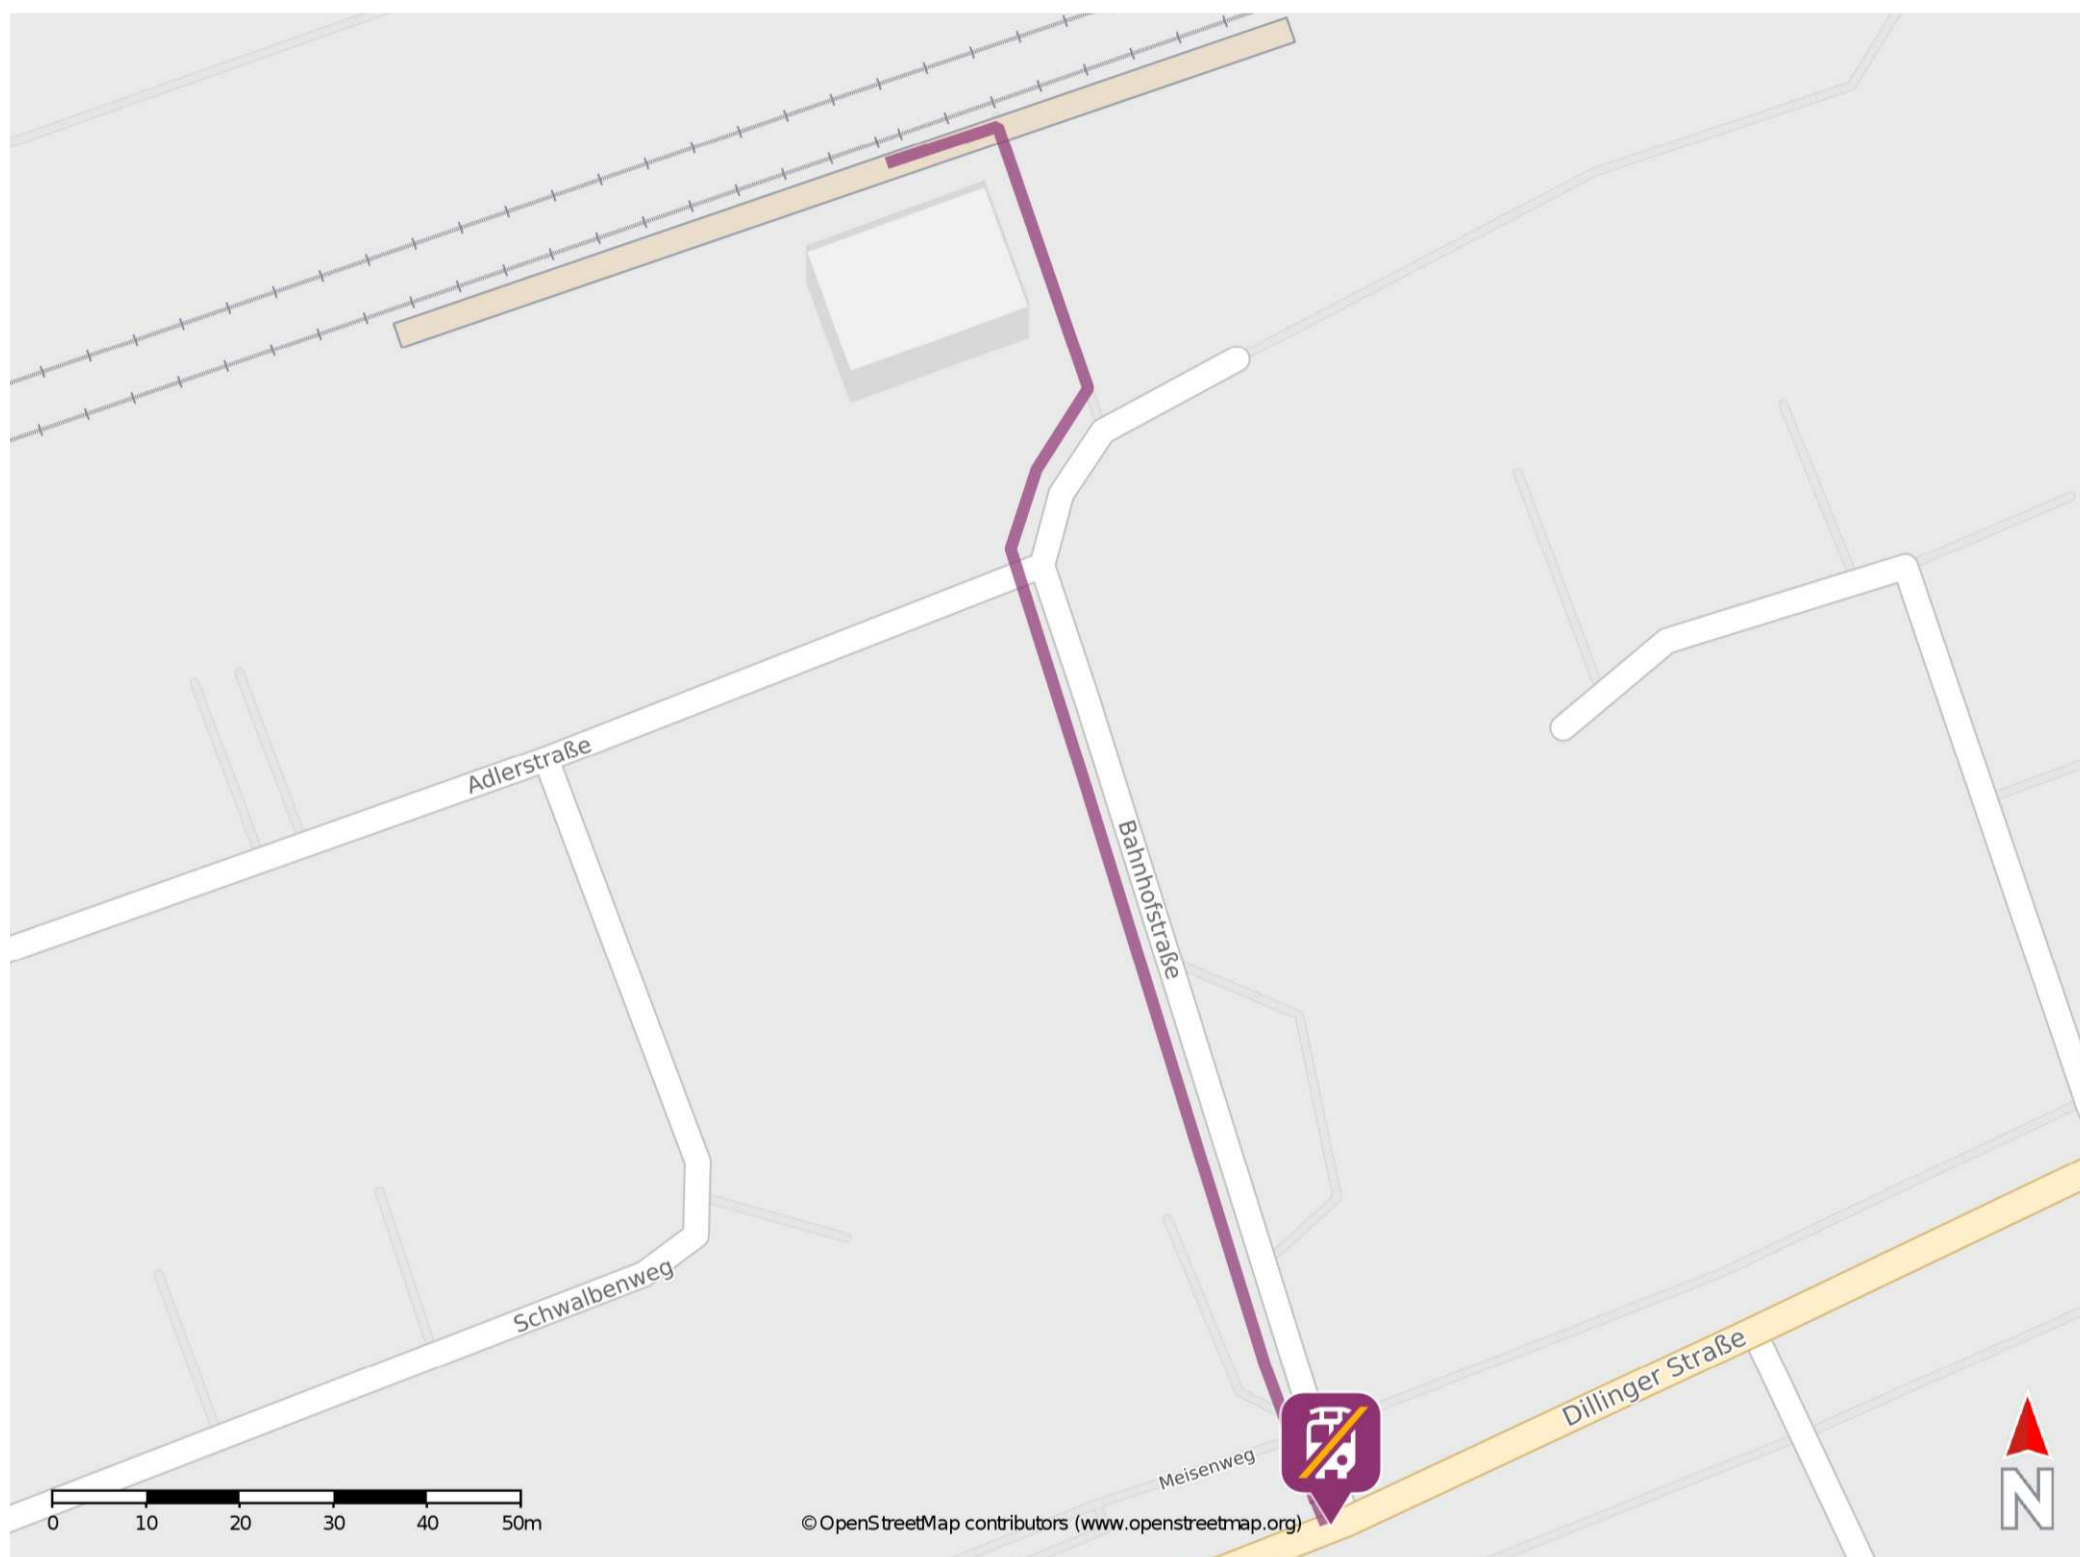 Adlerstraße
Bahnhofstraße
Schwalbenweg
Dillinger Straße
Meisenweg
0 10 20 30 40 50m
© OpenStreetMap contributors (www.openstreetmap.org)
N